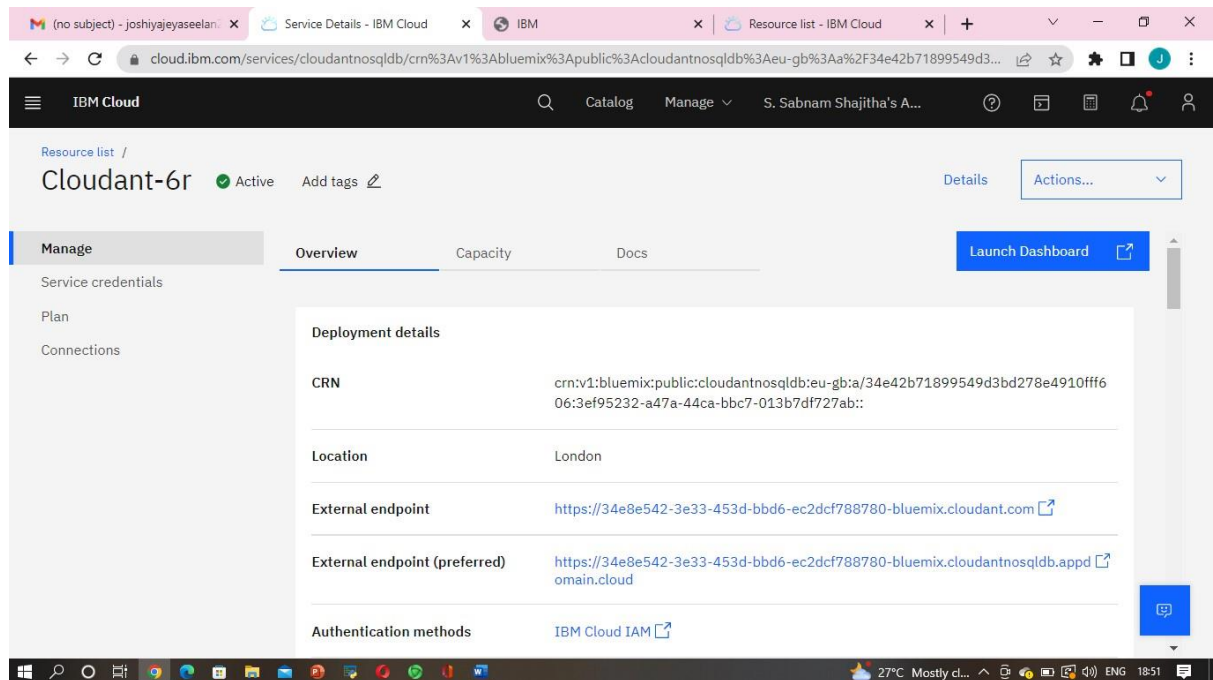 (no subject) - joshiyajeyaseelan2
Service Details - IBM Cloud
IBM
Resource list - IBM Cloud
cloud.ibm.com/services/cloudantnosqldb/crn%3Av1%3Abluemix%3Apublic%3Acloudantnosqldb%3Aeu-gb%3Aa%2F34e42b71899549d3...
J
IBM Cloud
Catalog
Manage
S. Sabnam Shajitha's A...
Resource list /
Cloudant-6r
Active
Add tags
Details
Actions...
Manage
Service credentials
Plan
Connections
Overview
Capacity
Docs
Launch Dashboard
Deployment details
CRN
crn:v1:bluemix:public:cloudantnosqldb:eu-gb:a/34e42b71899549d3bd278e4910fff6
06:3ef95232-a47a-44ca-bbc7-013b7df727ab::
Location
London
External endpoint
https://34e8e542-3e33-453d-bbd6-ec2dcf788780-bluemix.cloudant.com
External endpoint (preferred)
https://34e8e542-3e33-453d-bbd6-ec2dcf788780-bluemix.cloudantnosqldb.appd
omain.cloud
Authentication methods
IBM Cloud IAM
27°C Mostly cl...
ENG
18:51